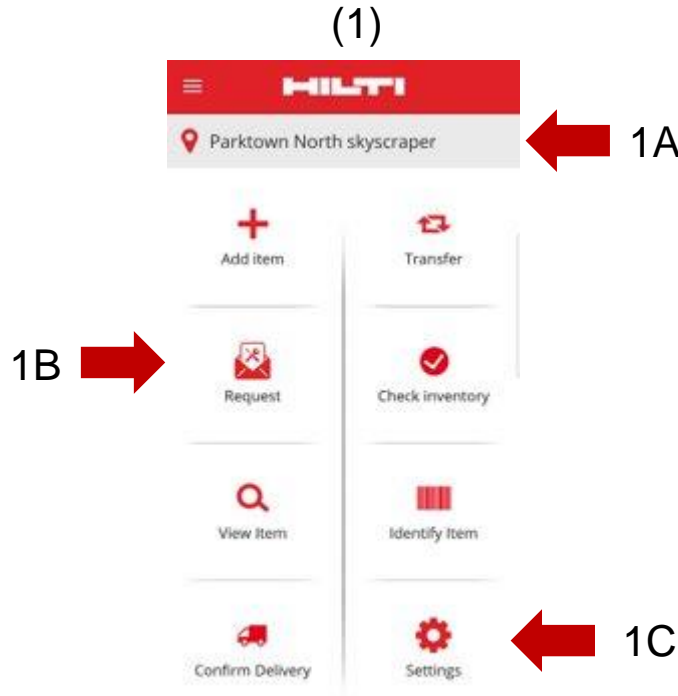 (1)
HILTI
Parktown North skyscraper
1A
Add item
Transfer
1B
Request
Check inventory
View Item
Identify Item
1C
Confirm Delivery
Settings